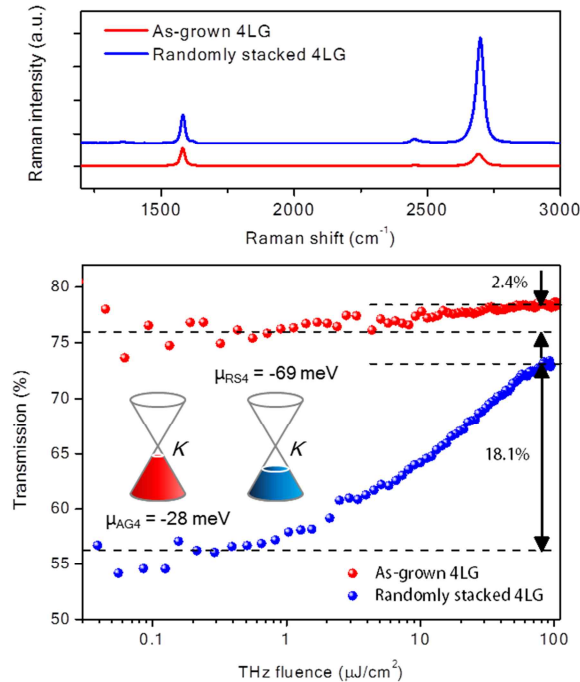 As-grown 4LG
Randomly stacked 4LG
Raman intensity (a.u.)
1500 2000 2500 3000
Raman shift (cm⁻¹)
80
75
70
65
60
55
50
Transmission (%)
2.4%
μRS4 = -69 meV
K K
18.1%
μAG4 = -28 meV
As-grown 4LG
Randomly stacked 4LG
0.1 1 10 100
THz fluence (μJ/cm²)